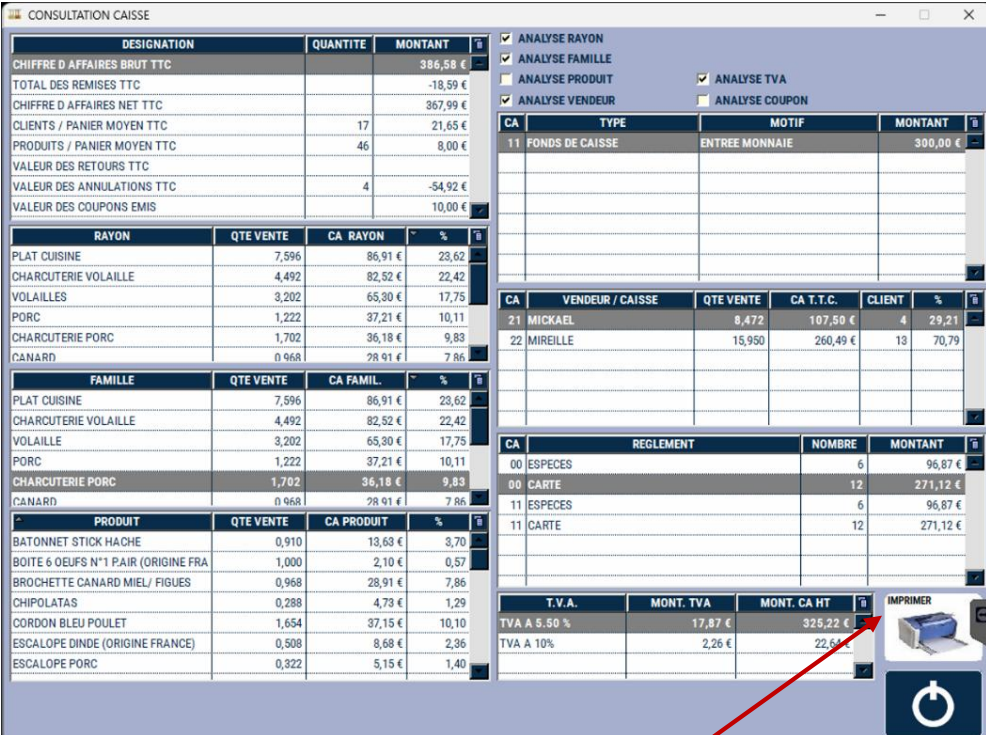 CONSULTATION CAISSE
DESIGNATION QUANTITE MONTANT
CHIFFRE D AFFAIRES BRUT TTC 386,58 €
TOTAL DES REMISES TTC -18,59 €
CHIFFRE D AFFAIRES NET TTC 367,99 €
CLIENTS / PANIER MOYEN TTC 17 21,65 €
PRODUITS / PANIER MOYEN TTC 46 8,00 €
VALEUR DES RETOURS TTC
VALEUR DES ANNULATIONS TTC 4 -54,92 €
VALEUR DES COUPONS EMIS 10,00 €
RAYON QTE VENTE CA RAYON %
PLAT CUISINE 7,596 86,91 € 23,62
CHARCUTERIE VOLAILLE 4,492 82,52 € 22,42
VOLAILLES 3,202 65,30 € 17,75
PORC 1,222 37,21 € 10,11
CHARCUTERIE PORC 1,702 36,18 € 9,83
CANARD 0,968 28,91 € 7,86
FAMILLE QTE VENTE CA FAMIL. %
PLAT CUISINE 7,596 86,91 € 23,62
CHARCUTERIE VOLAILLE 4,492 82,52 € 22,42
VOLAILLE 3,202 65,30 € 17,75
PORC 1,222 37,21 € 10,11
CHARCUTERIE PORC 1,702 36,18 € 9,83
CANARD 0,968 28,91 € 7,86
PRODUIT QTE VENTE CA PRODUIT %
BATONNET STICK HACHE 0,910 13,63 € 3,70
BOITE 6 OEUFS N°1 P.AIR (ORIGINE FRA 1,000 2,10 € 0,57
BROCHETTE CANARD MIEL/ FIGUES 0,968 28,91 € 7,86
CHIPOLATAS 0,288 4,73 € 1,29
CORDON BLEU POULET 1,654 37,15 € 10,10
ESCALOPE DINDE (ORIGINE FRANCE) 0,508 8,68 € 2,36
ESCALOPE PORC 0,322 5,15 € 1,40
ANALYSE RAYON
ANALYSE FAMILLE
ANALYSE PRODUIT ANALYSE TVA
ANALYSE VENDEUR ANALYSE COUPON
CA TYPE MOTIF MONTANT
11 FONDS DE CAISSE ENTREE MONNAIE 300,00 €
CA VENDEUR / CAISSE QTE VENTE CA T.T.C. CLIENT %
21 MICKAEL 8,472 107,50 € 4 29,21
22 MIREILLE 15,950 260,49 € 13 70,79
CA REGLEMENT NOMBRE MONTANT
00 ESPECES 6 96,87 €
00 CARTE 12 271,12 €
11 ESPECES 6 96,87 €
11 CARTE 12 271,12 €
T.V.A. MONT. TVA MONT. CA HT
TVA A 5.50 % 17,87 € 325,22 €
TVA A 10% 2,26 € 22,64 €
IMPRIMER